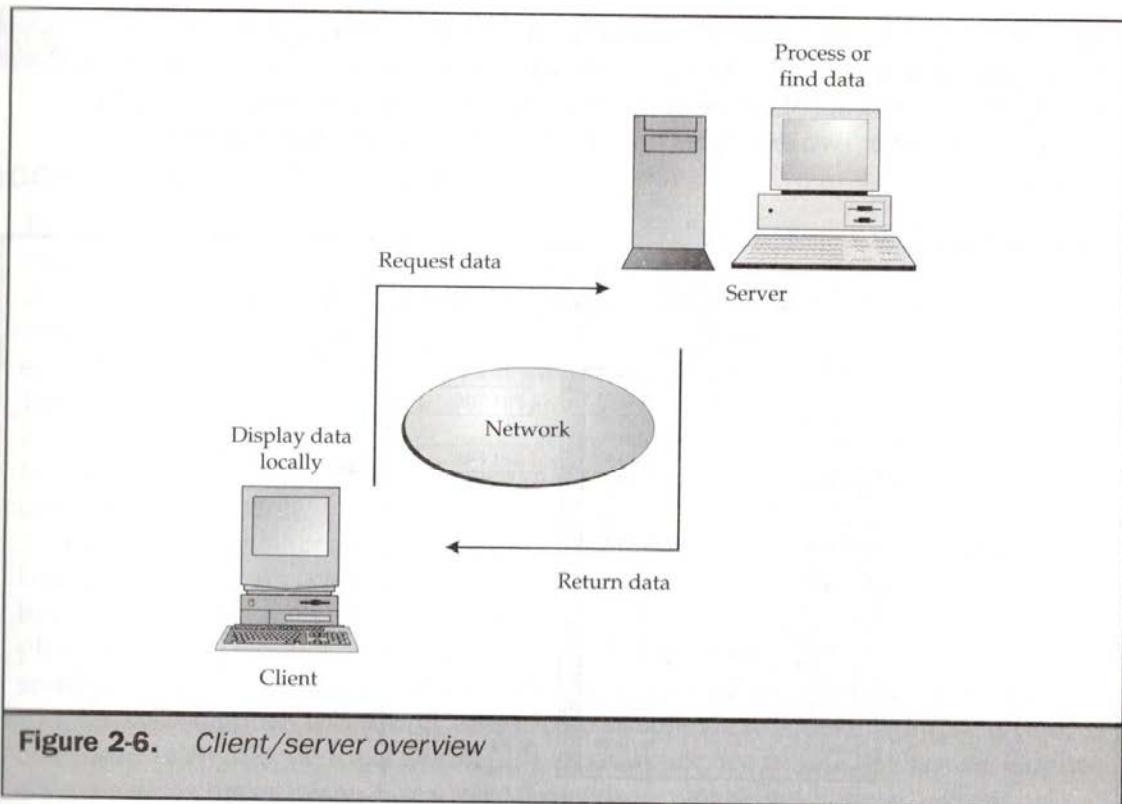 Process or
find data
Request data
Server
Network
Display data
locally
Return data
Client
Figure 2-6. Client/server overview